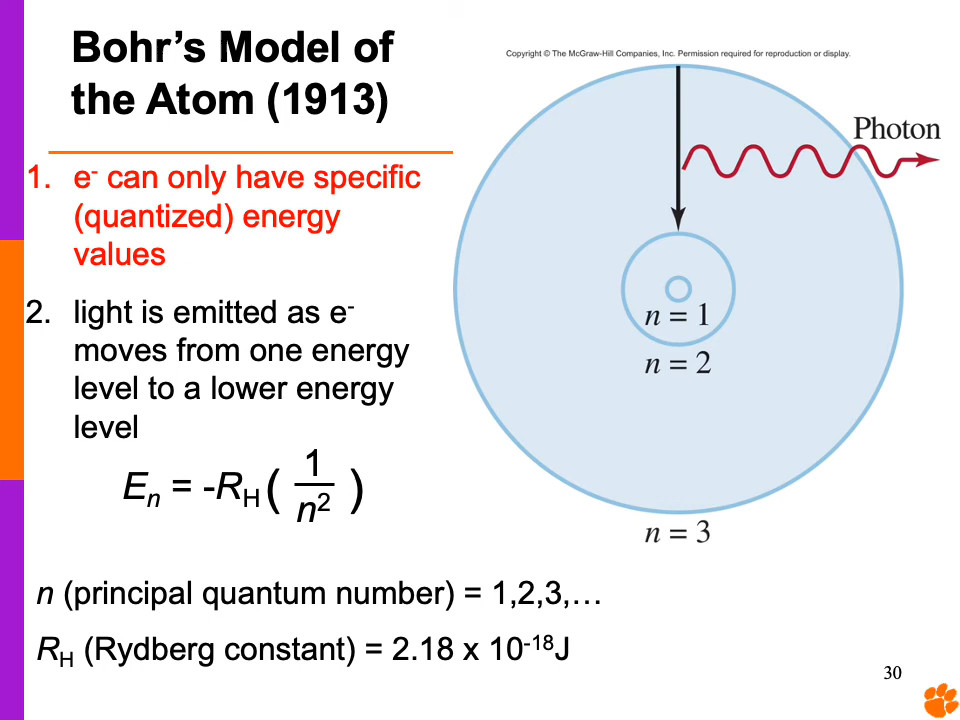 Bohr's Model of
the Atom (1913)
Copyright © The McGraw-Hill Companies, Inc. Permission required for reproduction or display.
1. e- can only have specific
(quantized) energy
values
2. light is emitted as e-
moves from one energy
level to a lower energy
level
En = -RH ( 1/n2 )
Photon
n = 1
n = 2
n = 3
n (principal quantum number) = 1,2,3,…
RH (Rydberg constant) = 2.18 x 10-18J
30